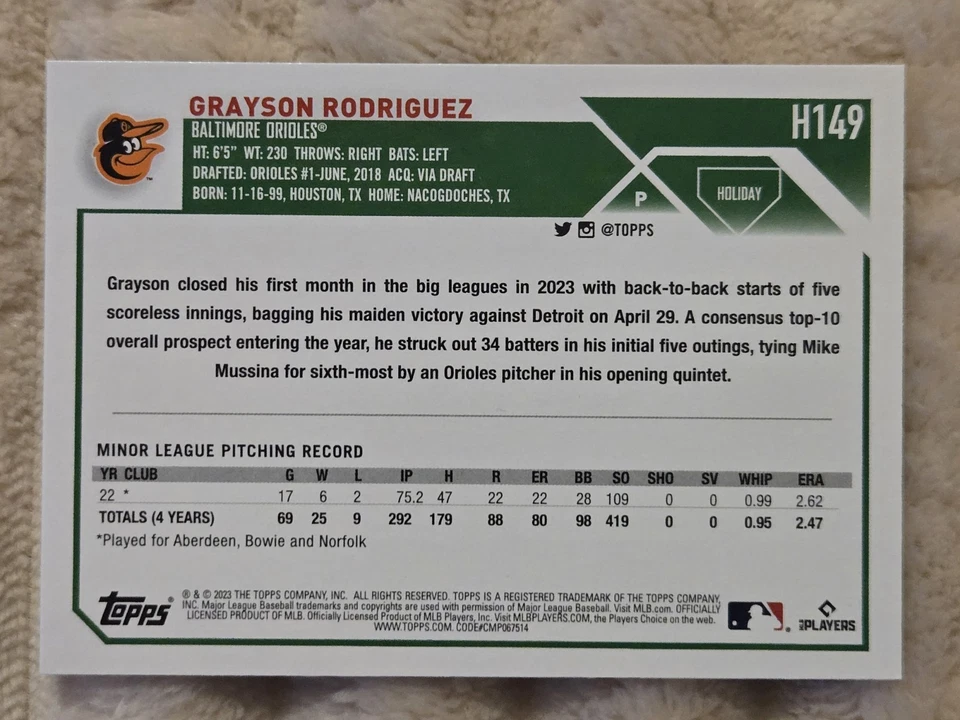 GRAYSON RODRIGUEZ
H149
BALTIMORE ORIOLES®
HT: 6'5" WT: 230 THROWS: RIGHT BATS: LEFT
DRAFTED: ORIOLES #1-JUNE, 2018 ACQ: VIA DRAFT
BORN: 11-16-99, HOUSTON, TX HOME: NACOGDOCHES, TX
P
HOLIDAY
@TOPPS
Grayson closed his first month in the big leagues in 2023 with back-to-back starts of five
scoreless innings, bagging his maiden victory against Detroit on April 29. A consensus top-10
overall prospect entering the year, he struck out 34 batters in his initial five outings, tying Mike
Mussina for sixth-most by an Orioles pitcher in his opening quintet.
MINOR LEAGUE PITCHING RECORD
YR CLUB G W L IP H R ER BB SO SHO SV WHIP ERA
22 * 17 6 2 75.2 47 22 22 28 109 0 0 0.99 2.62
TOTALS (4 YEARS) 69 25 9 292 179 88 80 98 419 0 0 0.95 2.47
*Played for Aberdeen, Bowie and Norfolk
topps®
® & © 2023 THE TOPPS COMPANY, INC. ALL RIGHTS RESERVED. TOPPS IS A REGISTERED TRADEMARK OF THE TOPPS COMPANY,
INC. Major League Baseball trademarks and copyrights are used with permission of Major League Baseball. Visit MLB.com. OFFICIALLY
LICENSED PRODUCT OF MLB. Officially Licensed Product of MLB Players, Inc. Visit MLBPLAYERS.COM, the Players Choice on the web.
WWW.TOPPS.COM. CODE#CMP067514
MLB PLAYERS